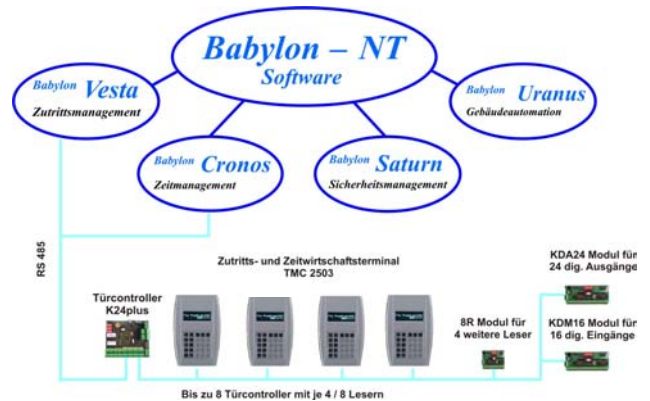 Babylon – NT
Software
Babylon Vesta
Zutrittsmanagement
Babylon Uranus
Gebäudeautomation
Babylon Cronos
Zeitmanagement
Babylon Saturn
Sicherheitsmanagement
RS 485
Zutritts- und Zeitwirtschaftsterminal
TMC 2503
KDA24 Modul für
24 dig. Ausgänge
Türcontroller
K24plus
8R Modul für
4 weitere Leser
KDM16 Modul für
16 dig. Eingänge
Bis zu 8 Türcontroller mit je 4 / 8 Lesern